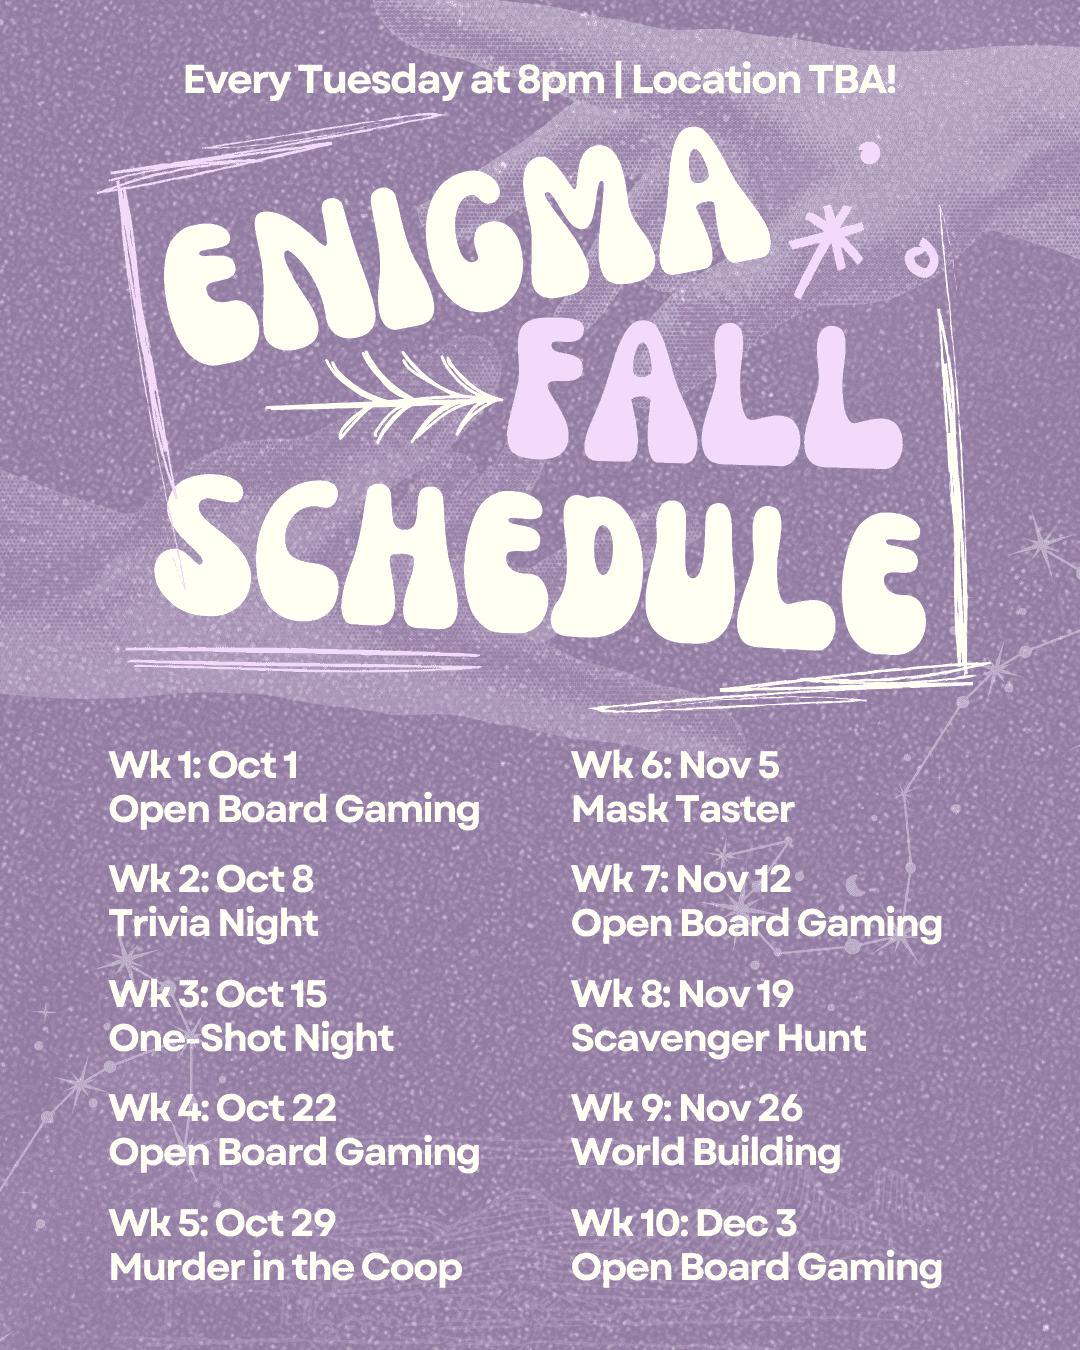 Every Tuesday at 8pm | Location TBA!
ENIGMA
FALL
SCHEDULE
Wk 1: Oct 1
Open Board Gaming
Wk 2: Oct 8
Trivia Night
Wk 3: Oct 15
One-Shot Night
Wk 4: Oct 22
Open Board Gaming
Wk 5: Oct 29
Murder in the Coop
Wk 6: Nov 5
Mask Taster
Wk 7: Nov 12
Open Board Gaming
Wk 8: Nov 19
Scavenger Hunt
Wk 9: Nov 26
World Building
Wk 10: Dec 3
Open Board Gaming